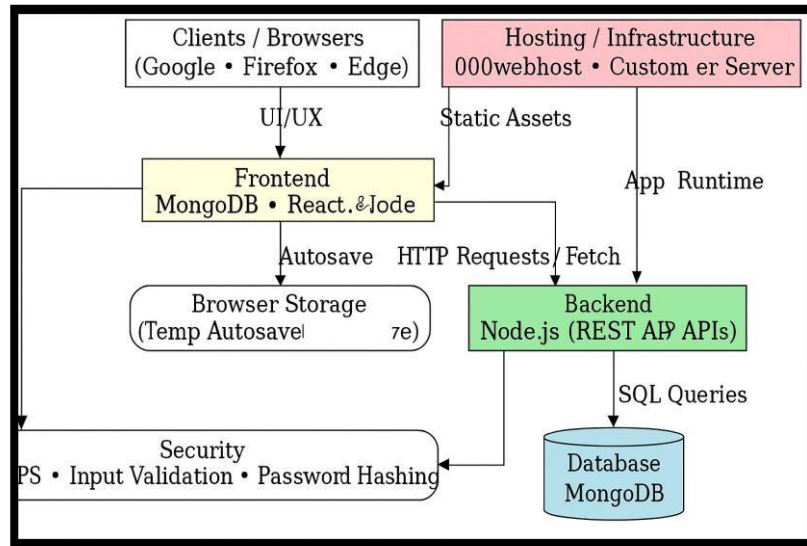 Clients / Browsers
(Google • Firefox • Edge)
Hosting / Infrastructure
000webhost • Custom er Server
UI/UX
Static Assets
App Runtime
Frontend
MongoDB • React.
Autosave
HTTP Requests / Fetch
Browser Storage
(Temp Autosave
Backend
Node.js (REST APIs)
SQL Queries
Security
PS • Input Validation • Password Hashing
Database
MongoDB